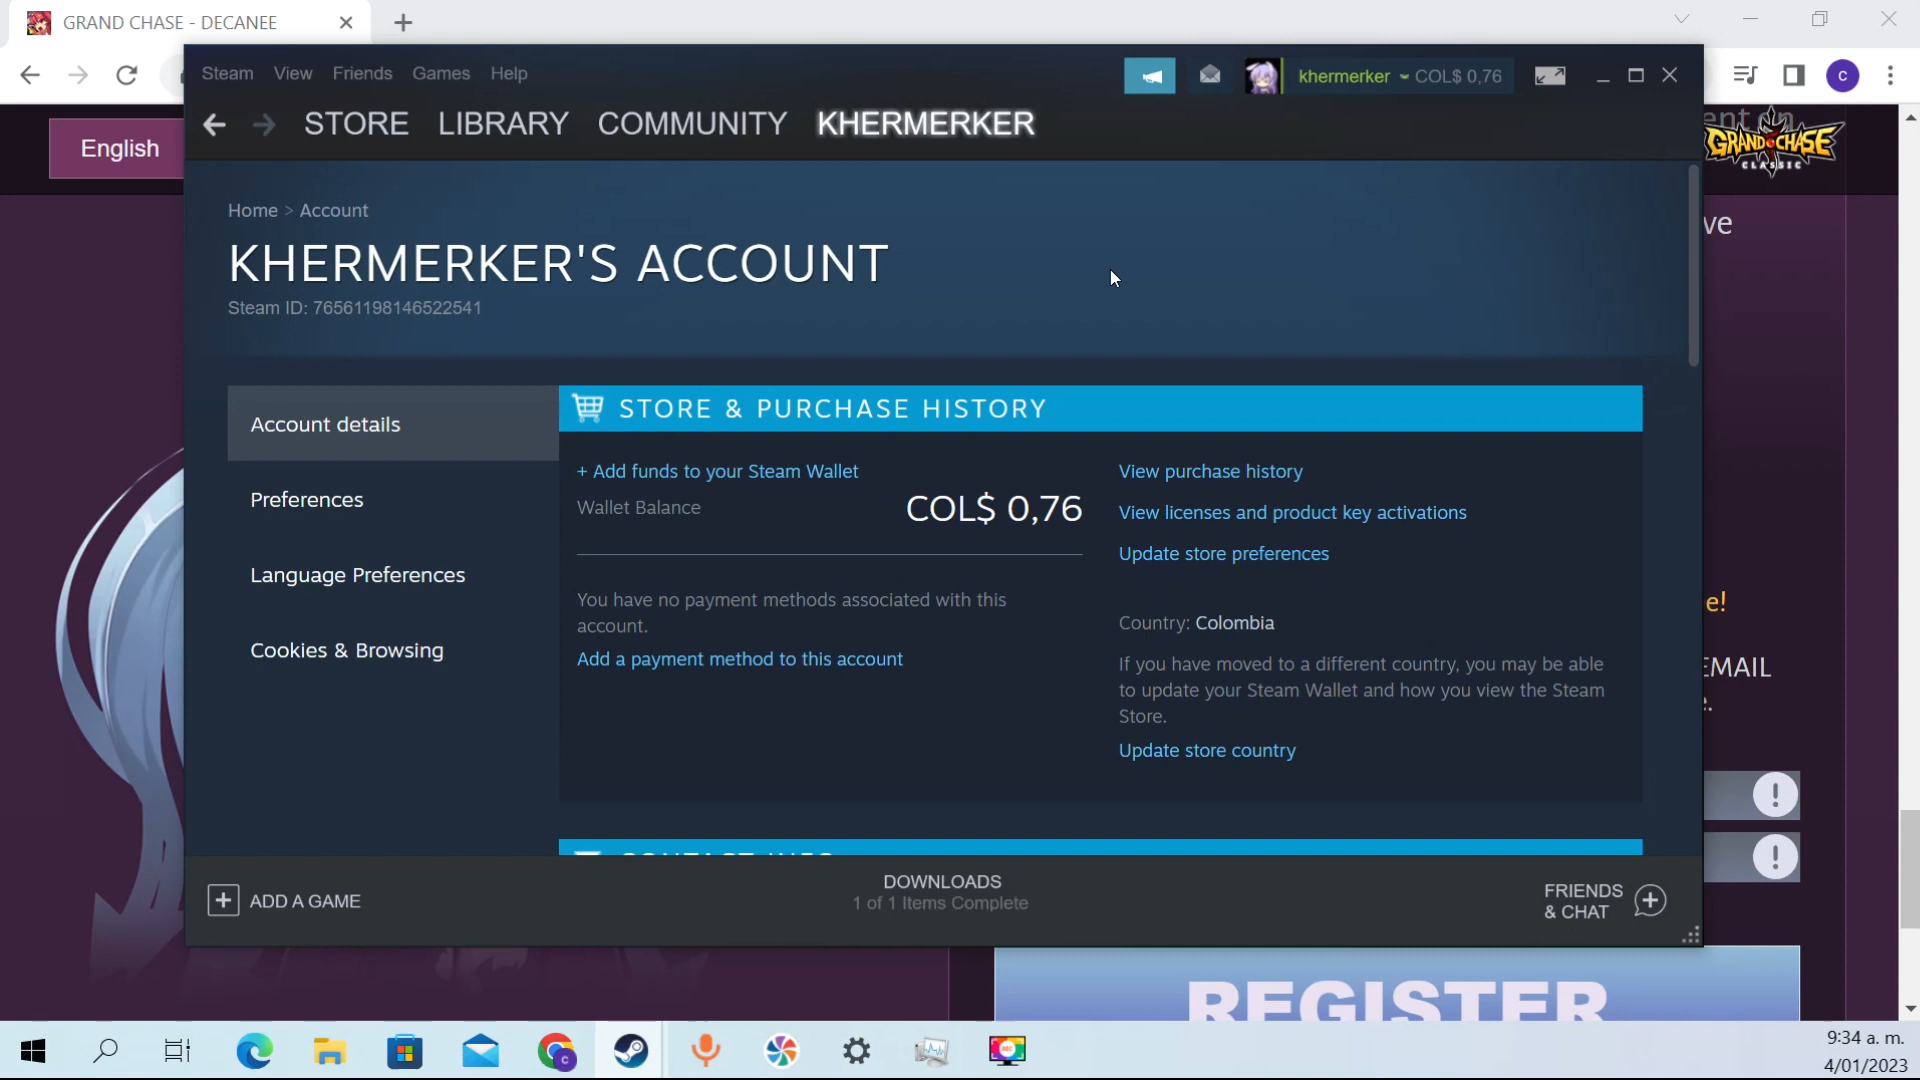 GRAND CHASE - DECANEE
Steam View Friends Games Help
khermerker COL$ 0,76
c
STORE LIBRARY COMMUNITY KHERMERKER
English
GRAND CHASE
CLASSIC
Home > Account
KHERMERKER'S ACCOUNT
Steam ID: 76561198146522541
ve
Account details
Preferences
Language Preferences
Cookies & Browsing
STORE & PURCHASE HISTORY
+ Add funds to your Steam Wallet
Wallet Balance COL$ 0,76
You have no payment methods associated with this
account.
Add a payment method to this account
View purchase history
View licenses and product key activations
Update store preferences
Country: Colombia
If you have moved to a different country, you may be able
to update your Steam Wallet and how you view the Steam
Store.
Update store country
e!
EMAIL
CONTACT INFO
ADD A GAME
DOWNLOADS
1 of 1 Items Complete
FRIENDS
& CHAT
REGISTER
9:34 a. m.
4/01/2023